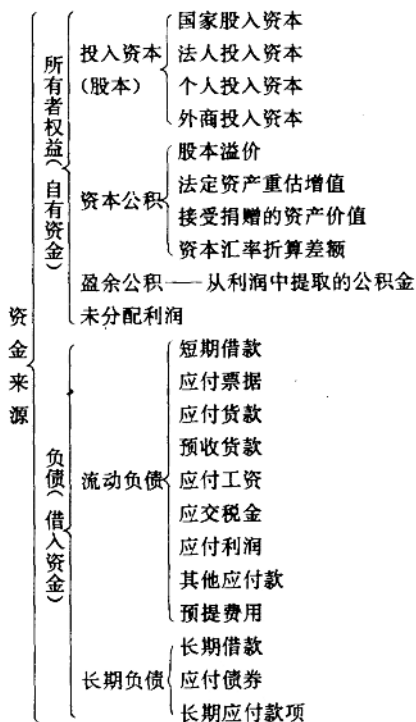 资金来源
所有者权益（自有资金）
投入资本
（股本）
国家股入资本
法人投入资本
个人投入资本
外商投入资本
资本公积
股本溢价
法定资产重估增值
接受捐赠的资产价值
资本汇率折算差额
盈余公积——从利润中提取的公积金
未分配利润
负债（借入资金）
流动负债
短期借款
应付票据
应付货款
预收货款
应付工资
应交税金
应付利润
其他应付款
预提费用
长期负债
长期借款
应付债券
长期应付款项